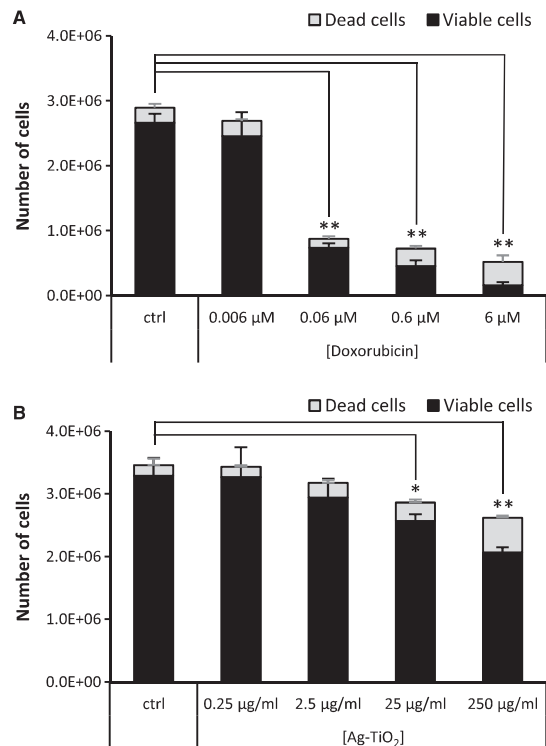 A
Dead cells Viable cells
4.0E+06
3.0E+06
2.0E+06
1.0E+06
0.0E+00
Number of cells
** ** **
ctrl 0.006 µM 0.06 µM 0.6 µM 6 µM
[Doxorubicin]
B
Dead cells Viable cells
4.0E+06
3.0E+06
2.0E+06
1.0E+06
0.0E+00
Number of cells
* **
ctrl 0.25 µg/ml 2.5 µg/ml 25 µg/ml 250 µg/ml
[Ag-TiO₂]